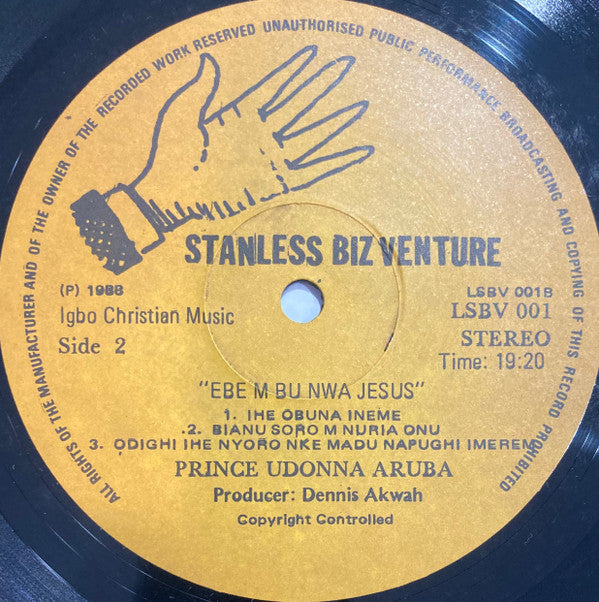 ALL RIGHTS OF THE MANUFACTURER AND OF THE OWNER OF THE RECORDED WORK RESERVED UNAUTHORISED PUBLIC PERFORMANCE BROADCASTING AND COPYING OF THIS RECORD PROHIBITED
STANLESS BIZ VENTURE
(P) 1988
LSBV 001B
Igbo Christian Music
LSBV 001
Side 2
STEREO
Time: 19:20
"EBE M BU NWA JESUS"
1. IHE OBUNA INEME
.2. BIANU SORO M NURIA ONU
3. ODIGHI IHE NYORO NKE MADU NAPUGHI IMEREM
PRINCE UDONNA ARUBA
Producer: Dennis Akwah
Copyright Controlled